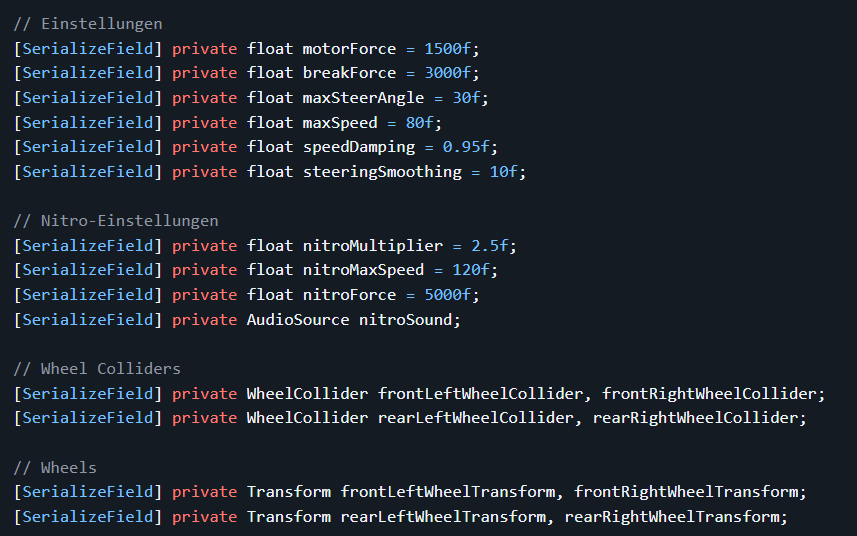 // Einstellungen
[SerializeField] private float motorForce = 1500f;
[SerializeField] private float breakForce = 3000f;
[SerializeField] private float maxSteerAngle = 30f;
[SerializeField] private float maxSpeed = 80f;
[SerializeField] private float speedDamping = 0.95f;
[SerializeField] private float steeringSmoothing = 10f;
// Nitro-Einstellungen
[SerializeField] private float nitroMultiplier = 2.5f;
[SerializeField] private float nitroMaxSpeed = 120f;
[SerializeField] private float nitroForce = 5000f;
[SerializeField] private AudioSource nitroSound;
// Wheel Colliders
[SerializeField] private WheelCollider frontLeftWheelCollider, frontRightWheelCollider;
[SerializeField] private WheelCollider rearLeftWheelCollider, rearRightWheelCollider;
// Wheels
[SerializeField] private Transform frontLeftWheelTransform, frontRightWheelTransform;
[SerializeField] private Transform rearLeftWheelTransform, rearRightWheelTransform;